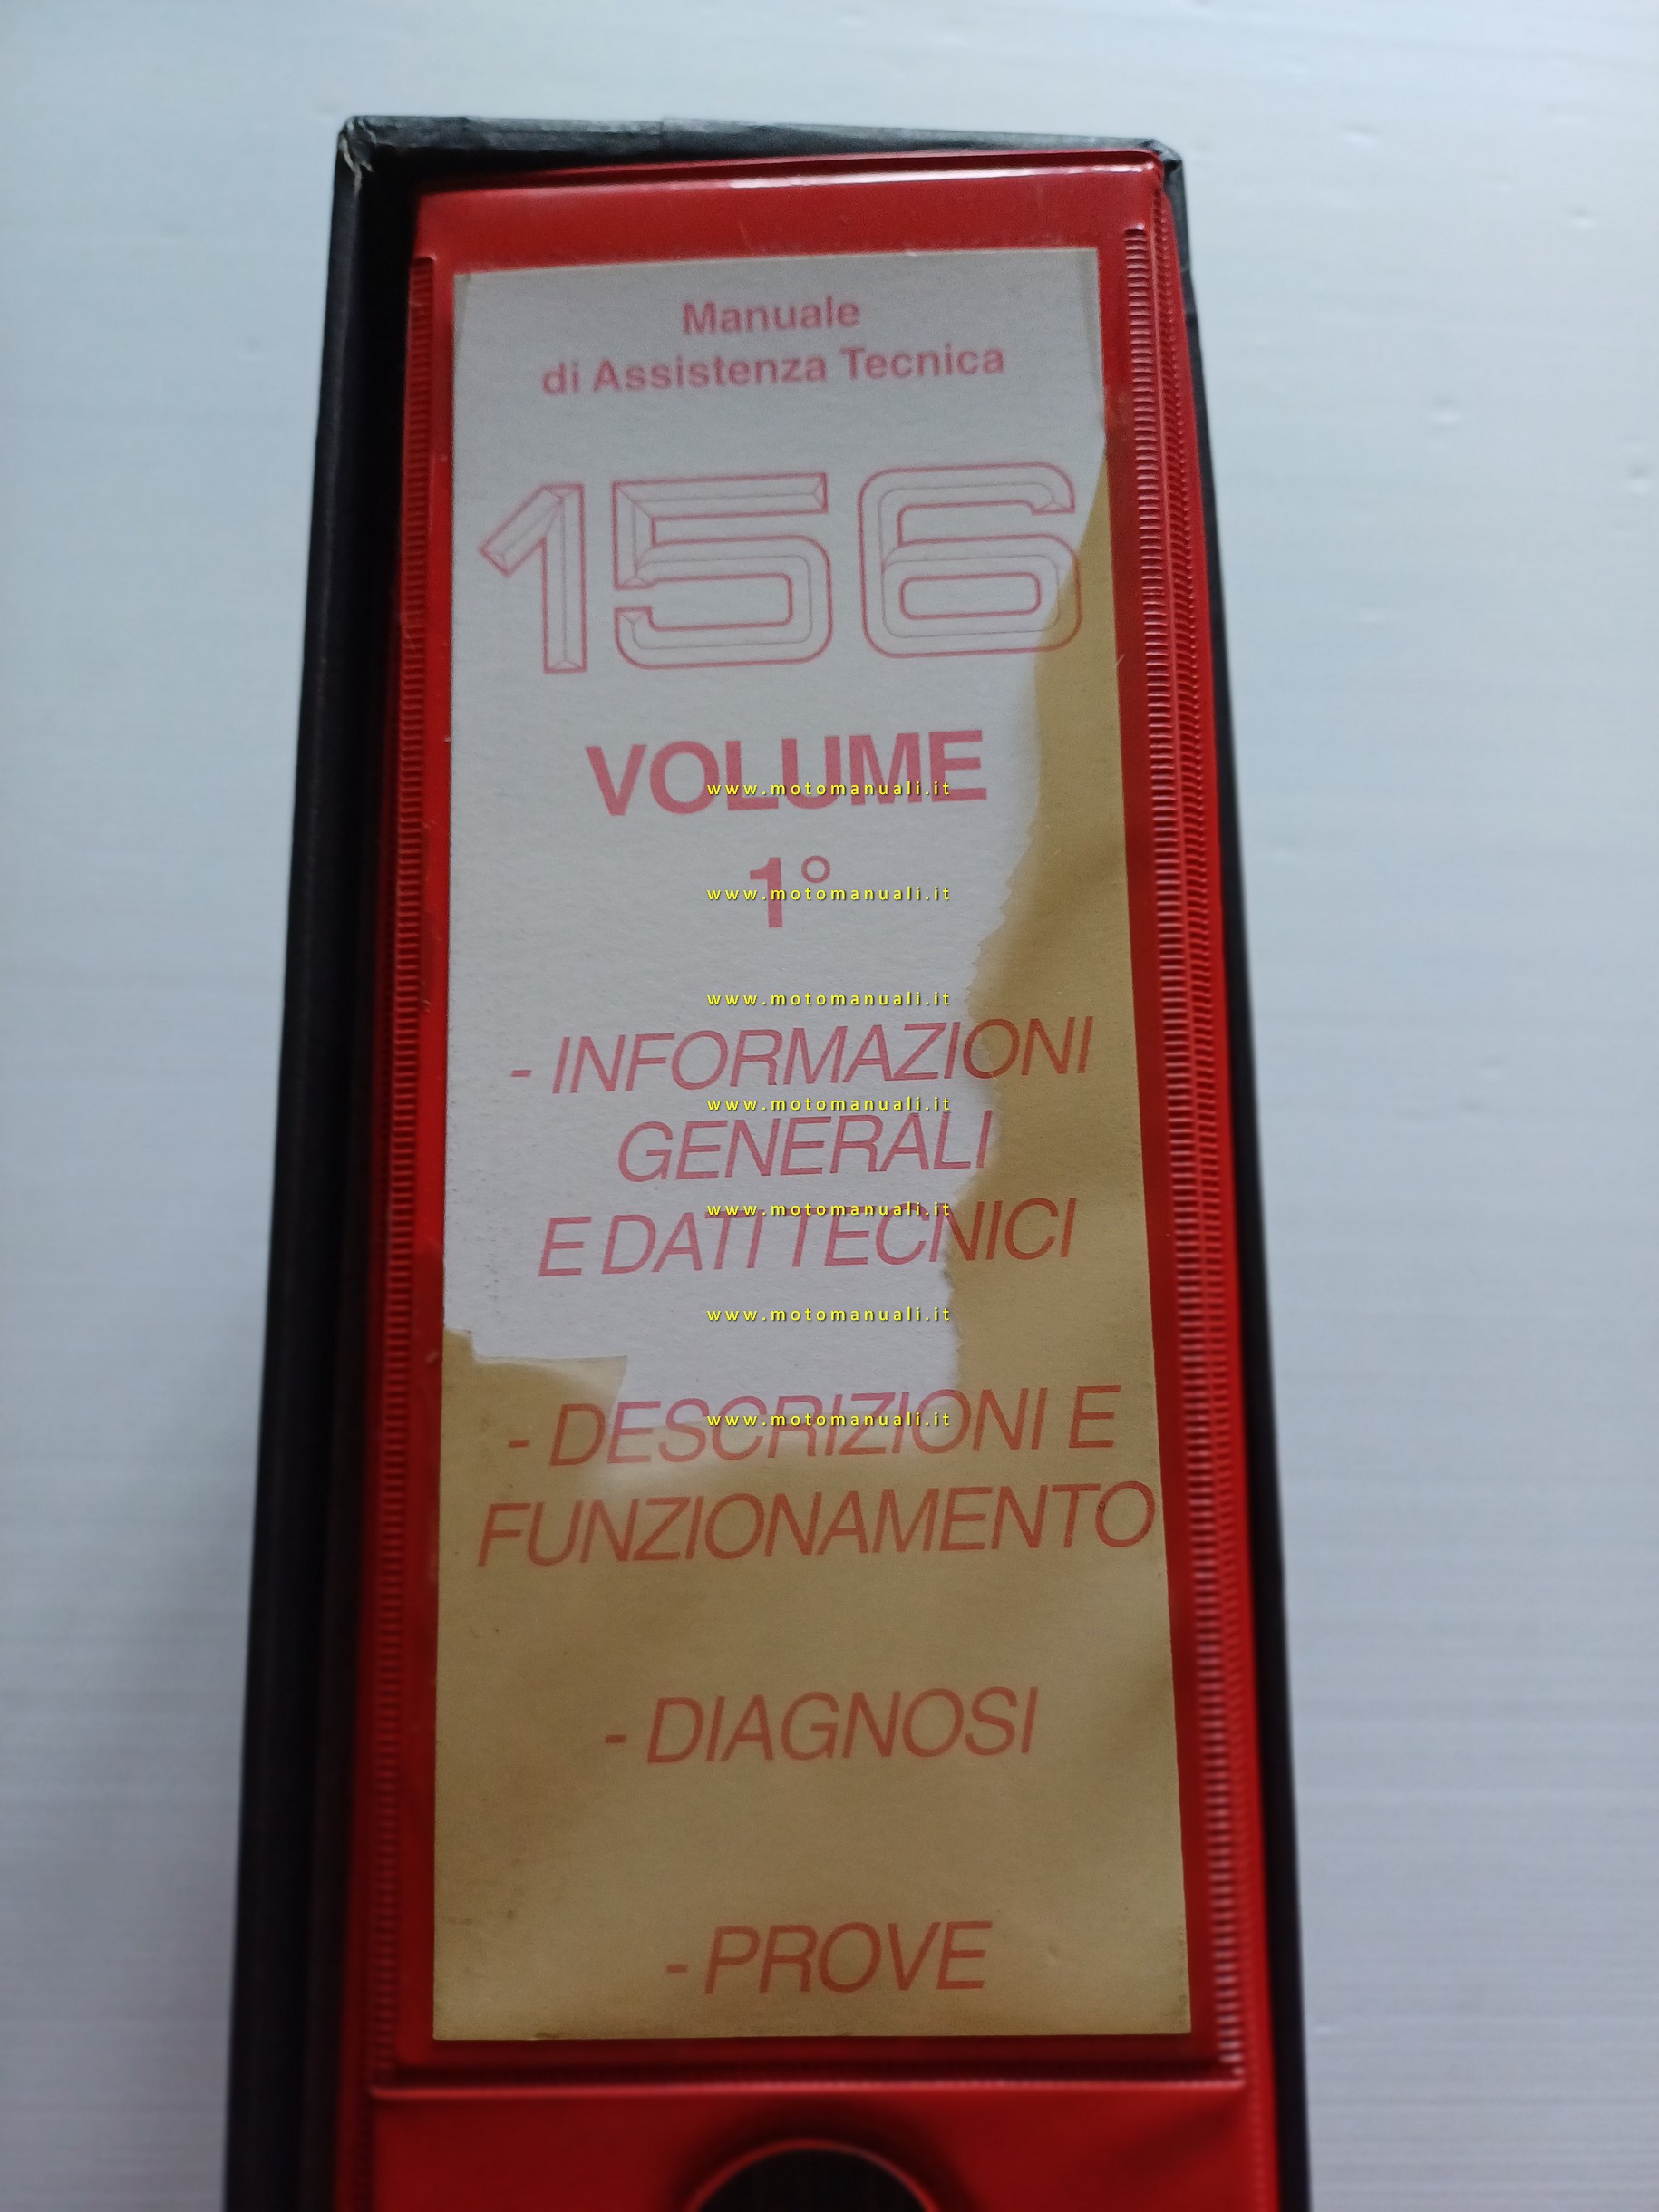 Manuale
di Assistenza Tecnica
156
VOLUME
www.motomanuali.it
1°
www.motomanuali.it
www.motomanuali.it
- INFORMAZIONI
www.motomanuali.it
GENERALI
www.motomanuali.it
E DATI TECNICI
www.motomanuali.it
- DESCRIZIONI E
www.motomanuali.it
FUNZIONAMENTO
- DIAGNOSI
- PROVE